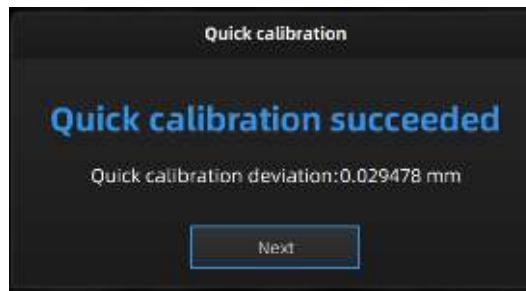 Quick calibration
Quick calibration succeeded
Quick calibration deviation:0.029478 mm
Next